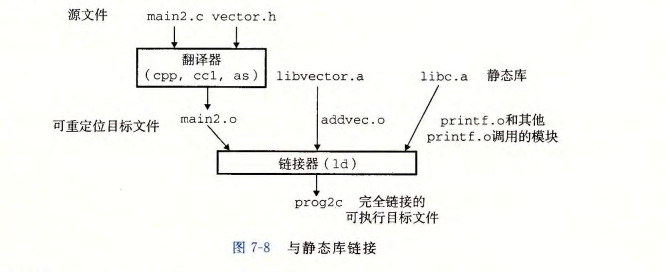 源文件 main2.c vector.h
翻译器
(cpp, cc1, as)
libvector.a
libc.a 静态库
可重定位目标文件
main2.o
addvec.o
printf.o和其他
printf.o调用的模块
链接器(ld)
prog2c 完全链接的
可执行目标文件
图 7-8 与静态库链接